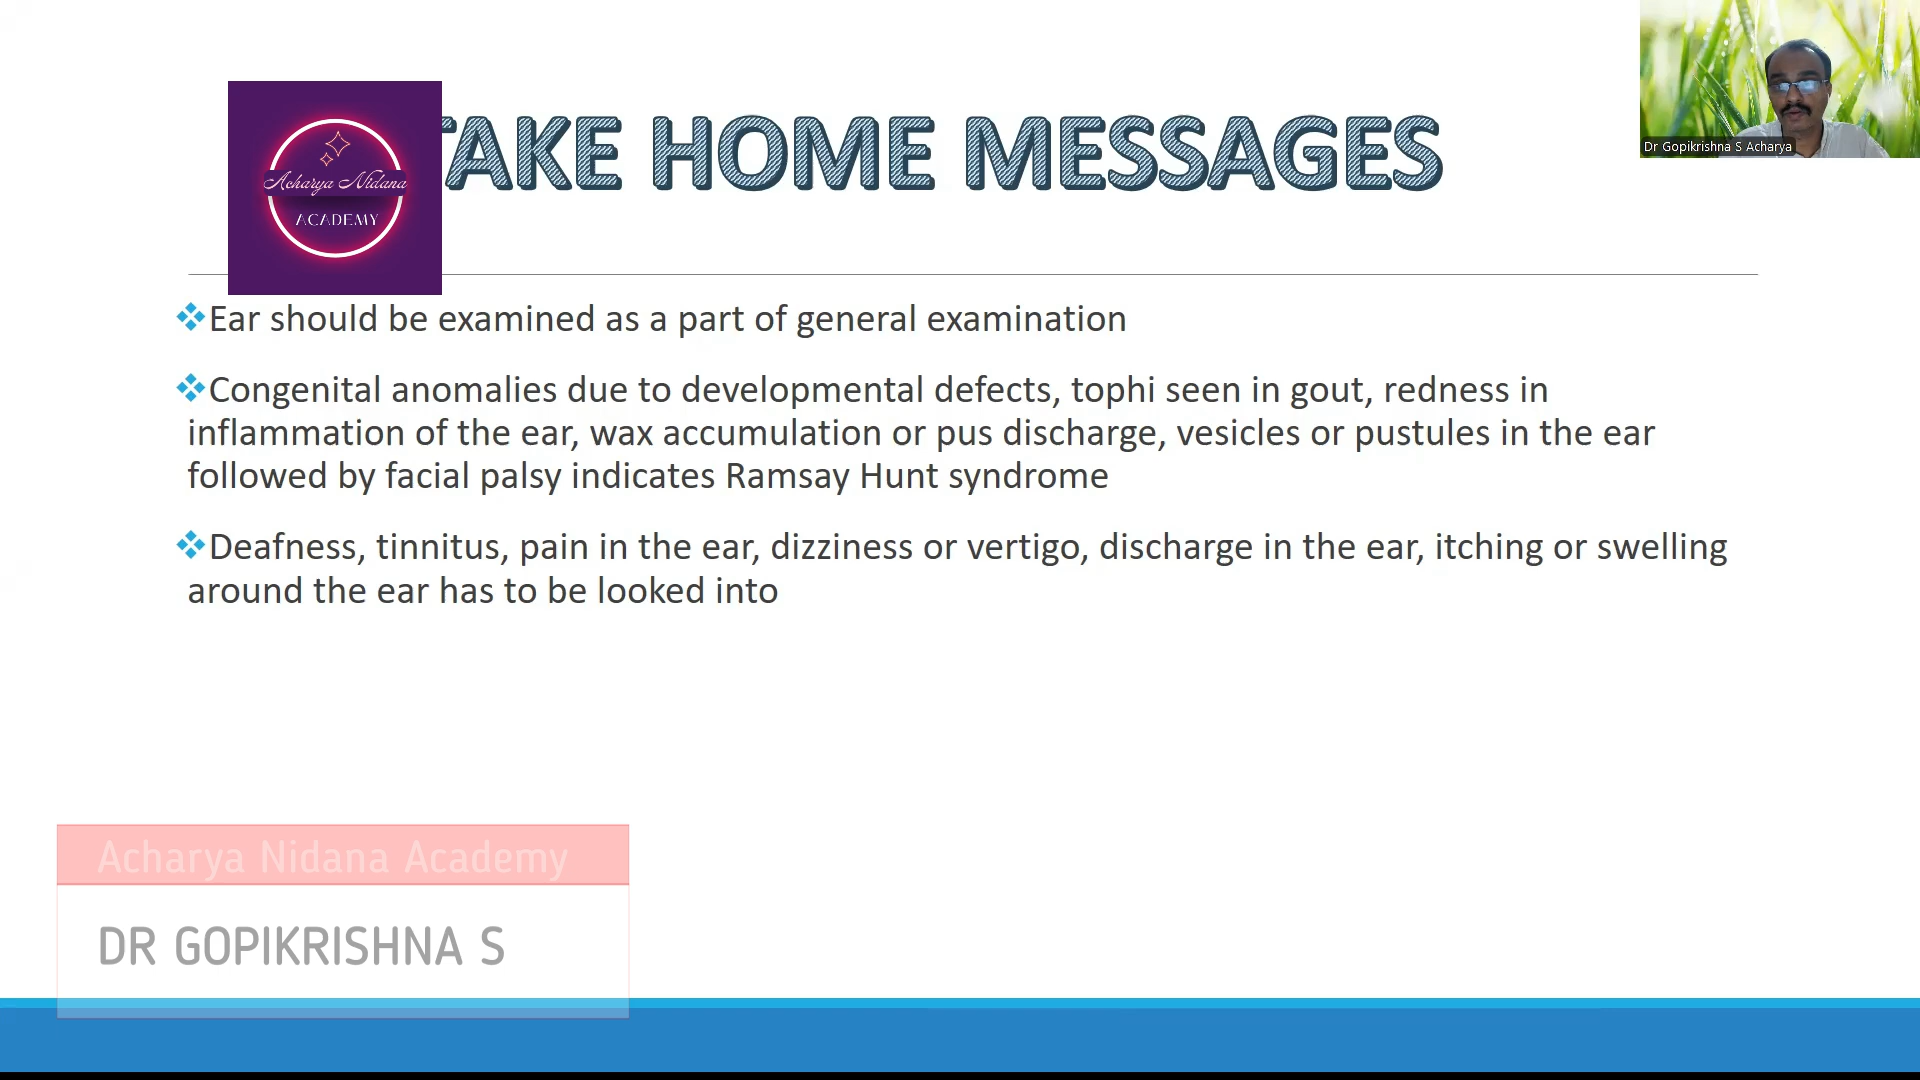 TAKE HOME MESSAGES
Acharya Nidana
ACADEMY
Dr Gopikrishna S Acharya
❖Ear should be examined as a part of general examination
❖Congenital anomalies due to developmental defects, tophi seen in gout, redness in
inflammation of the ear, wax accumulation or pus discharge, vesicles or pustules in the ear
followed by facial palsy indicates Ramsay Hunt syndrome
❖Deafness, tinnitus, pain in the ear, dizziness or vertigo, discharge in the ear, itching or swelling
around the ear has to be looked into
Acharya Nidana Academy
DR GOPIKRISHNA S